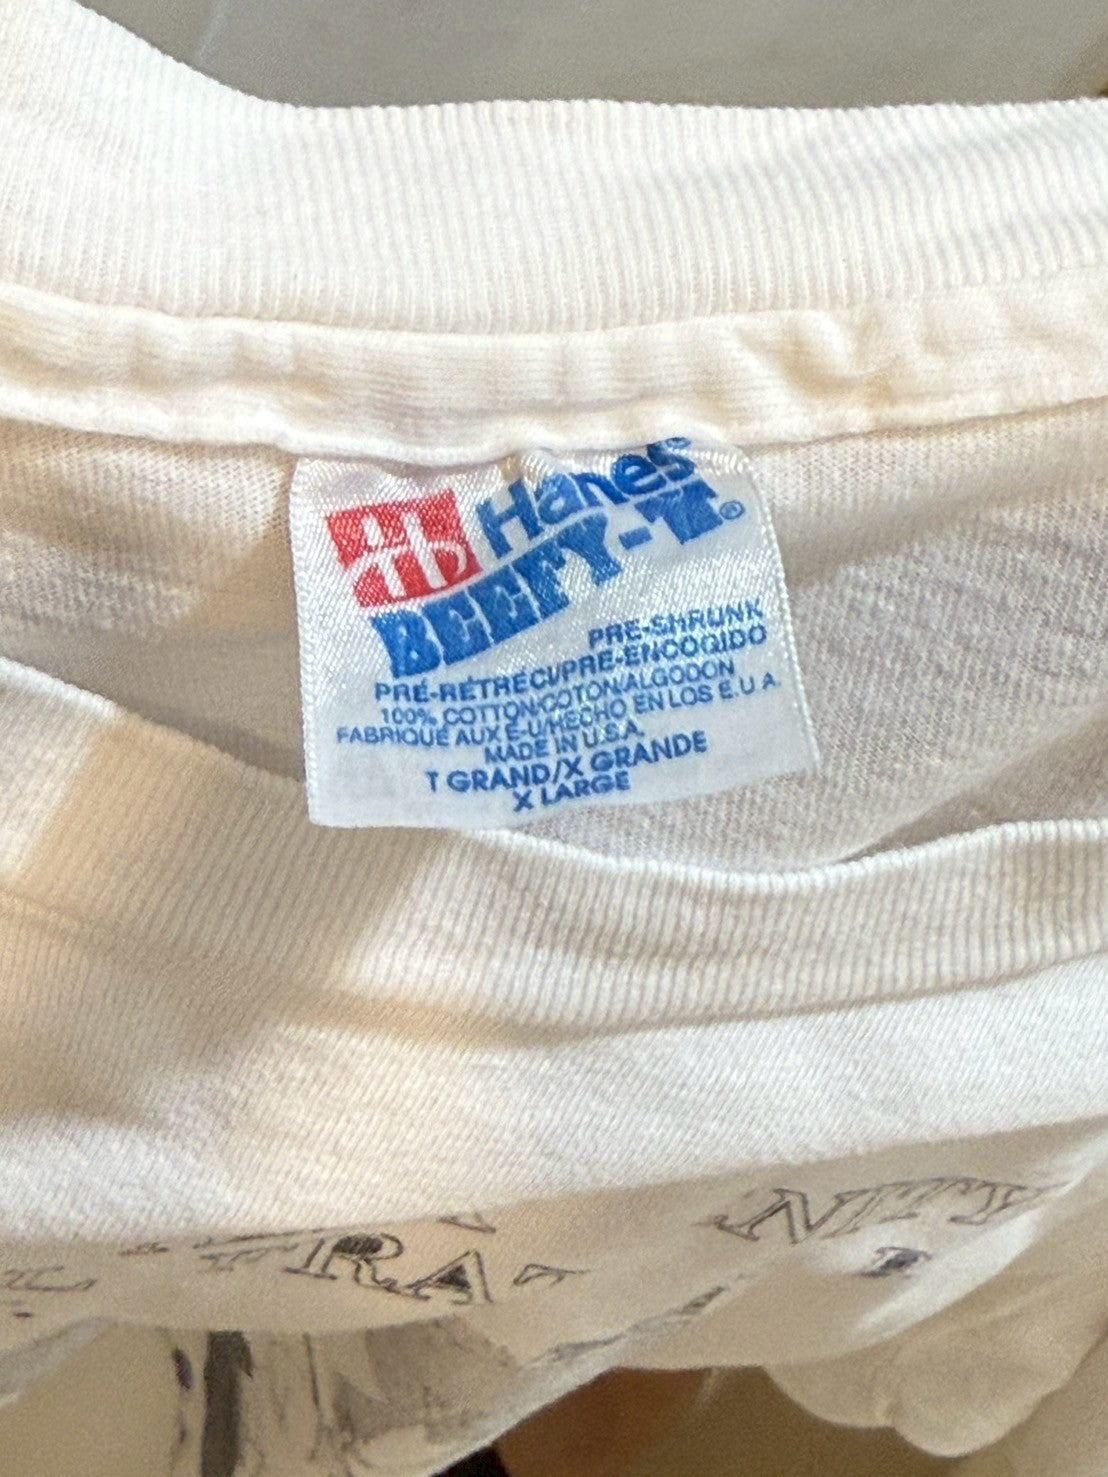 Hanes®
BEEFY-T®
PRE-SHRUNK
PRÉ-RÉTRÉCI/PRE-ENCOGIDO
100% COTTON/COTON/ALGODON
FABRIQUÉ AUX É-U/HECHO EN LOS E.U.A.
MADE IN U.S.A.
T GRAND/X GRANDE
X LARGE